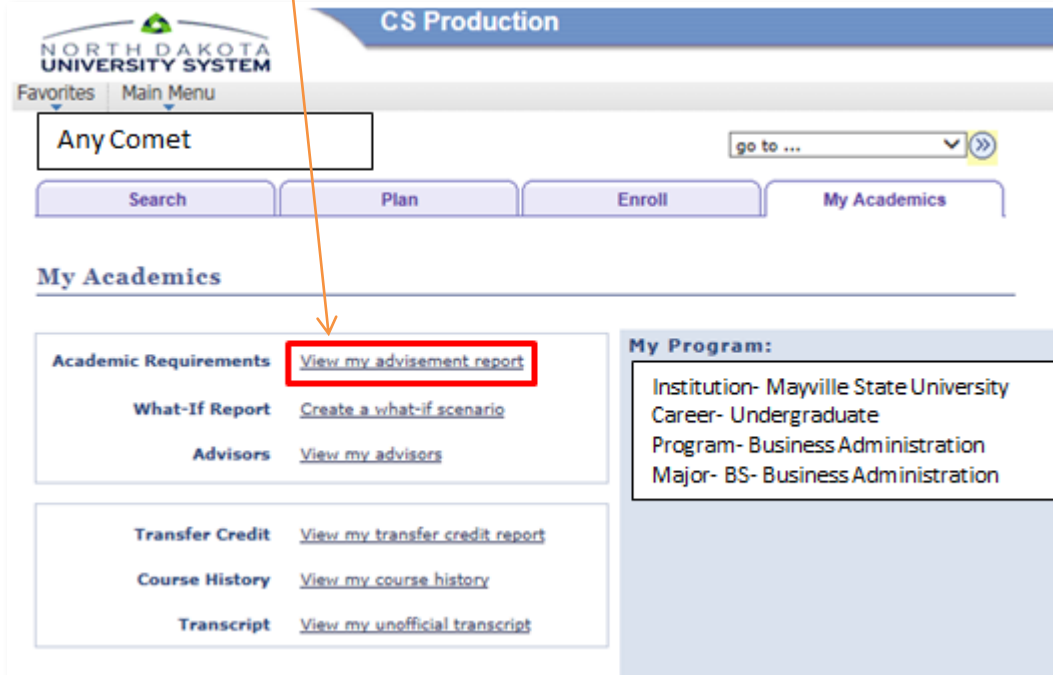 CS Production
NORTH DAKOTA
UNIVERSITY SYSTEM
Favorites Main Menu
Any Comet
go to ...
Search Plan Enroll My Academics
My Academics
Academic Requirements View my advisement report
What-If Report Create a what-if scenario
Advisors View my advisors
Transfer Credit View my transfer credit report
Course History View my course history
Transcript View my unofficial transcript
My Program:
Institution- Mayville State University
Career- Undergraduate
Program- Business Administration
Major- BS- Business Administration